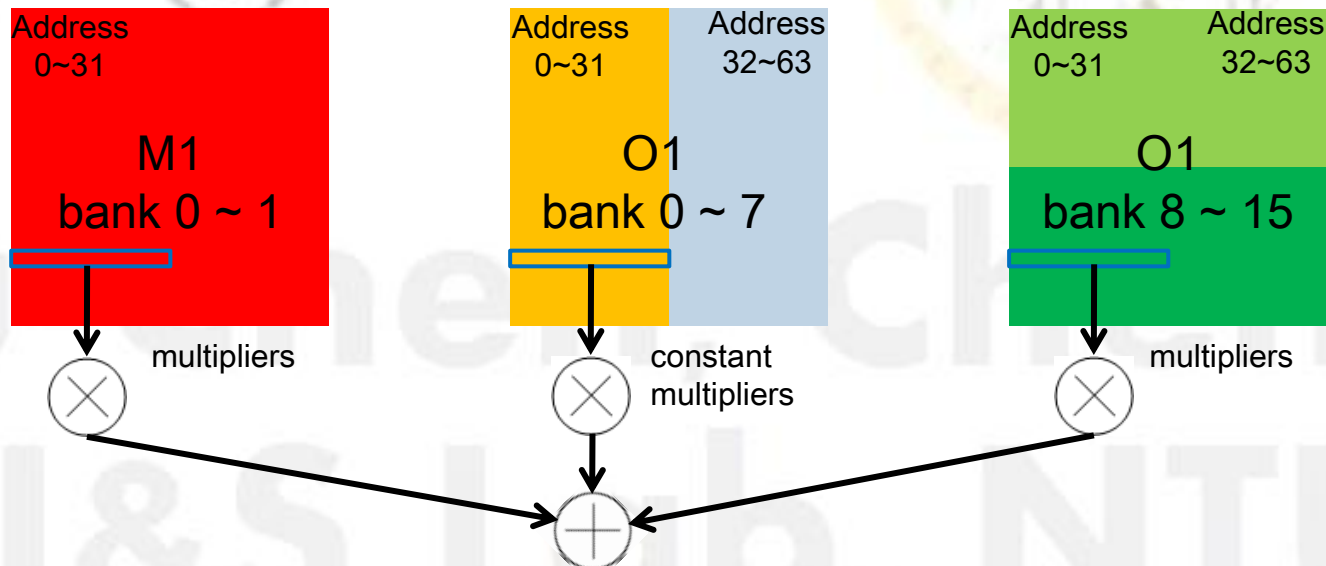 Address
0~31
M1
bank 0 ~ 1
multipliers
Address
0~31
Address
32~63
O1
bank 0 ~ 7
constant
multipliers
Address
0~31
Address
32~63
O1
bank 8 ~ 15
multipliers